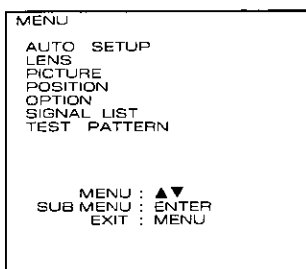 MENU
AUTO SETUP
LENS
PICTURE
POSITION
OPTION
SIGNAL LIST
TEST PATTERN
MENU : ▲▼
SUB MENU : ENTER
EXIT : MENU